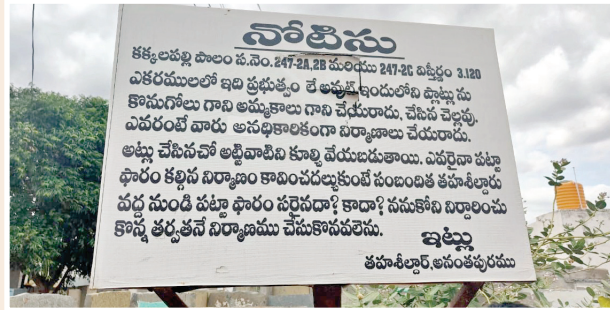 నోటీసు
కక్కలపల్లి పొలం స.నెం. 247-2A,2B మరియు 247-2C విస్తీర్ణం 3.120
ఎకరములలో ఇది ప్రభుత్వం లే అవుట్ ఇందులోని ప్లాట్లును
కొనుగోలు గాని అమ్మకాలు గాని చేయరాదు, చేసిన చెల్లవు.
ఎవరంటే వారు అనధికారికంగా నిర్మాణాలు చేయరాదు.
అట్లు చేసినచో అట్టివాటిని కూల్చి వేయబడుతాయి. ఎవరైనా పట్టా
ఫారం కల్గిన నిర్మాణం కావించదల్చుకుంటే సంబందిత తహశీల్దారు
వద్ద నుండి పట్టా ఫారం సరైనదా? కాదా? ననుకోని నిర్దారించు
కొన్న తర్వతనే నిర్మాణము చేసుకొనవలెను.
ఇట్లు
తహశీల్దార్, అనంతపురము